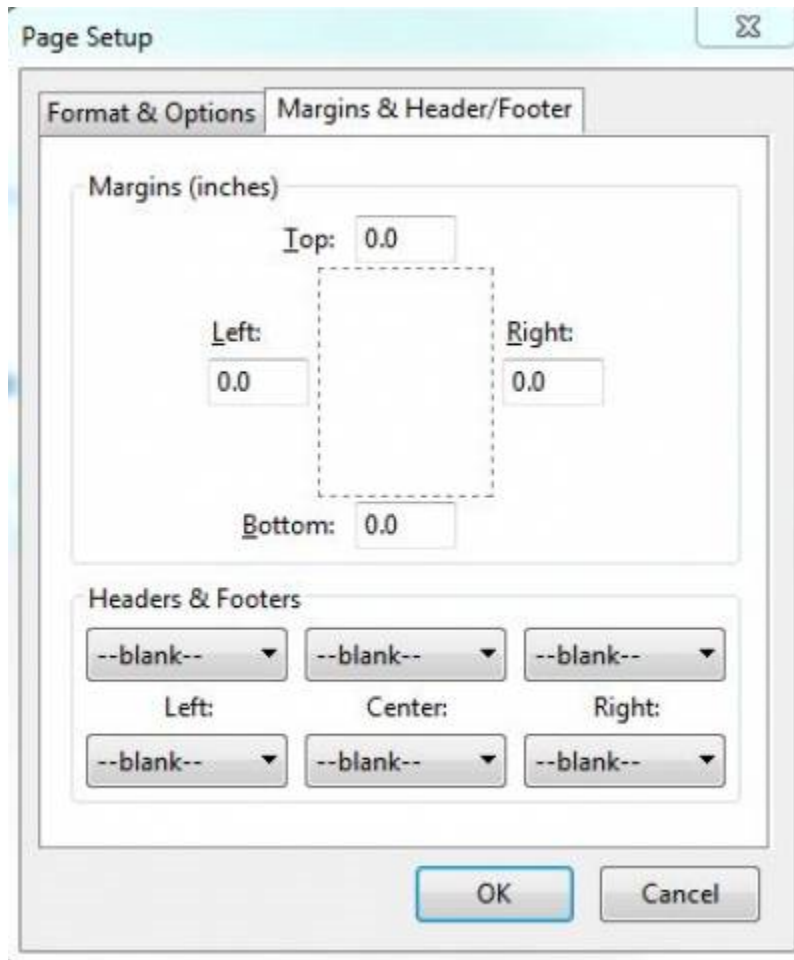 Page Setup
Format & Options Margins & Header/Footer
Margins (inches)
Top: 0.0
Left: Right:
0.0 0.0
Bottom: 0.0
Headers & Footers
--blank-- --blank-- --blank--
Left: Center: Right:
--blank-- --blank-- --blank--
OK Cancel